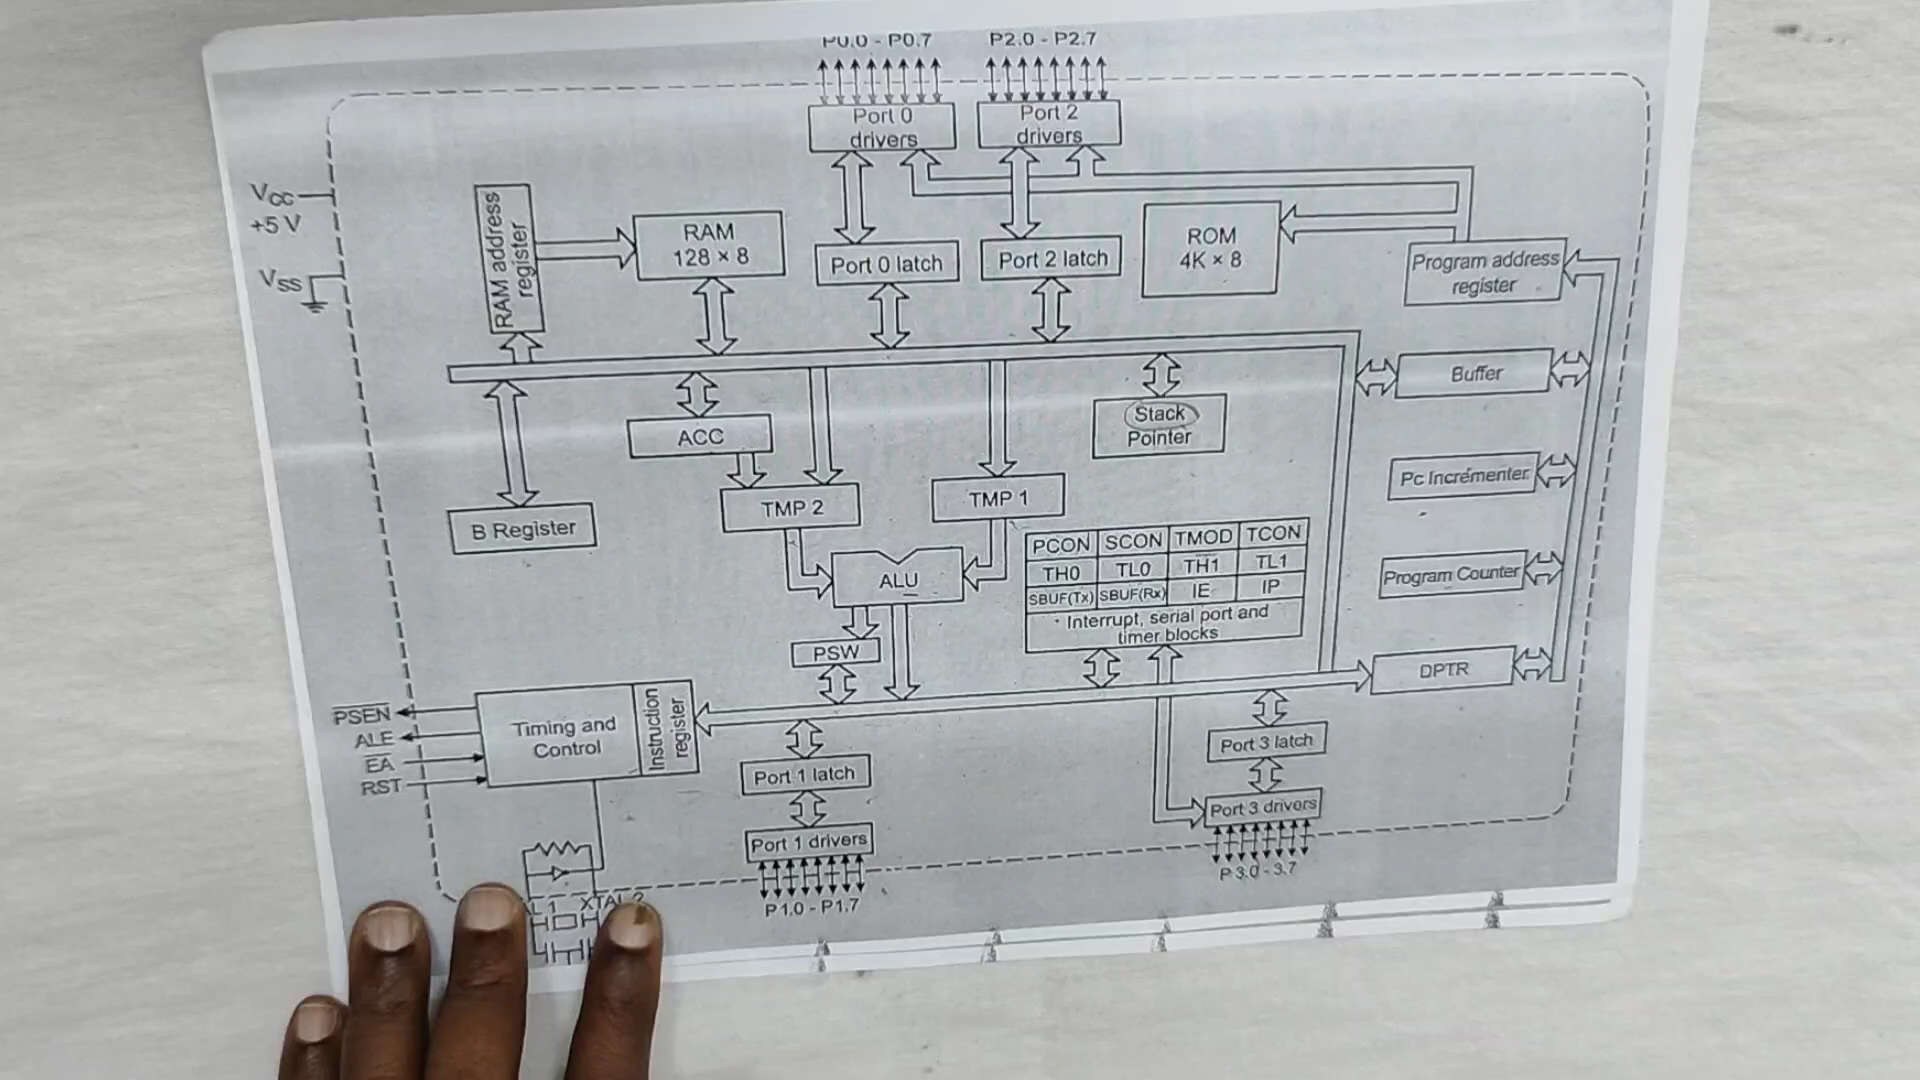 P0.0 - P0.7
P2.0 - P2.7
Port 0
drivers
Port 2
drivers
VCC
+5 V
VSS
RAM address
register
RAM
128 × 8
Port 0 latch
Port 2 latch
ROM
4K × 8
Program address
register
Buffer
ACC
Stack
Pointer
Pc Incrementer
B Register
TMP 2
TMP 1
ALU
PCON SCON TMOD TCON
TH0 TL0 TH1 TL1
SBUF(Tx) SBUF(Rx) IE IP
Interrupt, serial port and
timer blocks
Program Counter
PSW
DPTR
PSEN
ALE
EA
RST
Timing and
Control
Instruction
register
Port 1 latch
Port 3 latch
Port 1 drivers
Port 3 drivers
P1.0 - P1.7
P3.0 - 3.7
XTAL 2